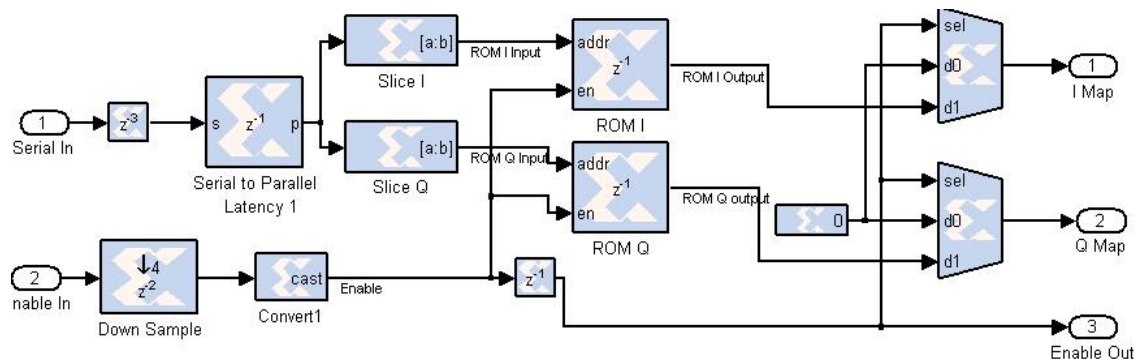 sel
[a:b]
ROM I Input
addr
Slice I
z-1
ROM I Output
d0
1
I Map
en
d1
1
Serial In
z-3
s
z-1
p
ROM I
[a:b]
ROM Q Input
addr
Serial to Parallel
Latency 1
Slice Q
z-1
ROM Q output
sel
en
0
d0
2
Q Map
ROM Q
d1
2
nable In
↓4
z-2
cast
Enable
z-1
Down Sample
Convert1
3
Enable Out